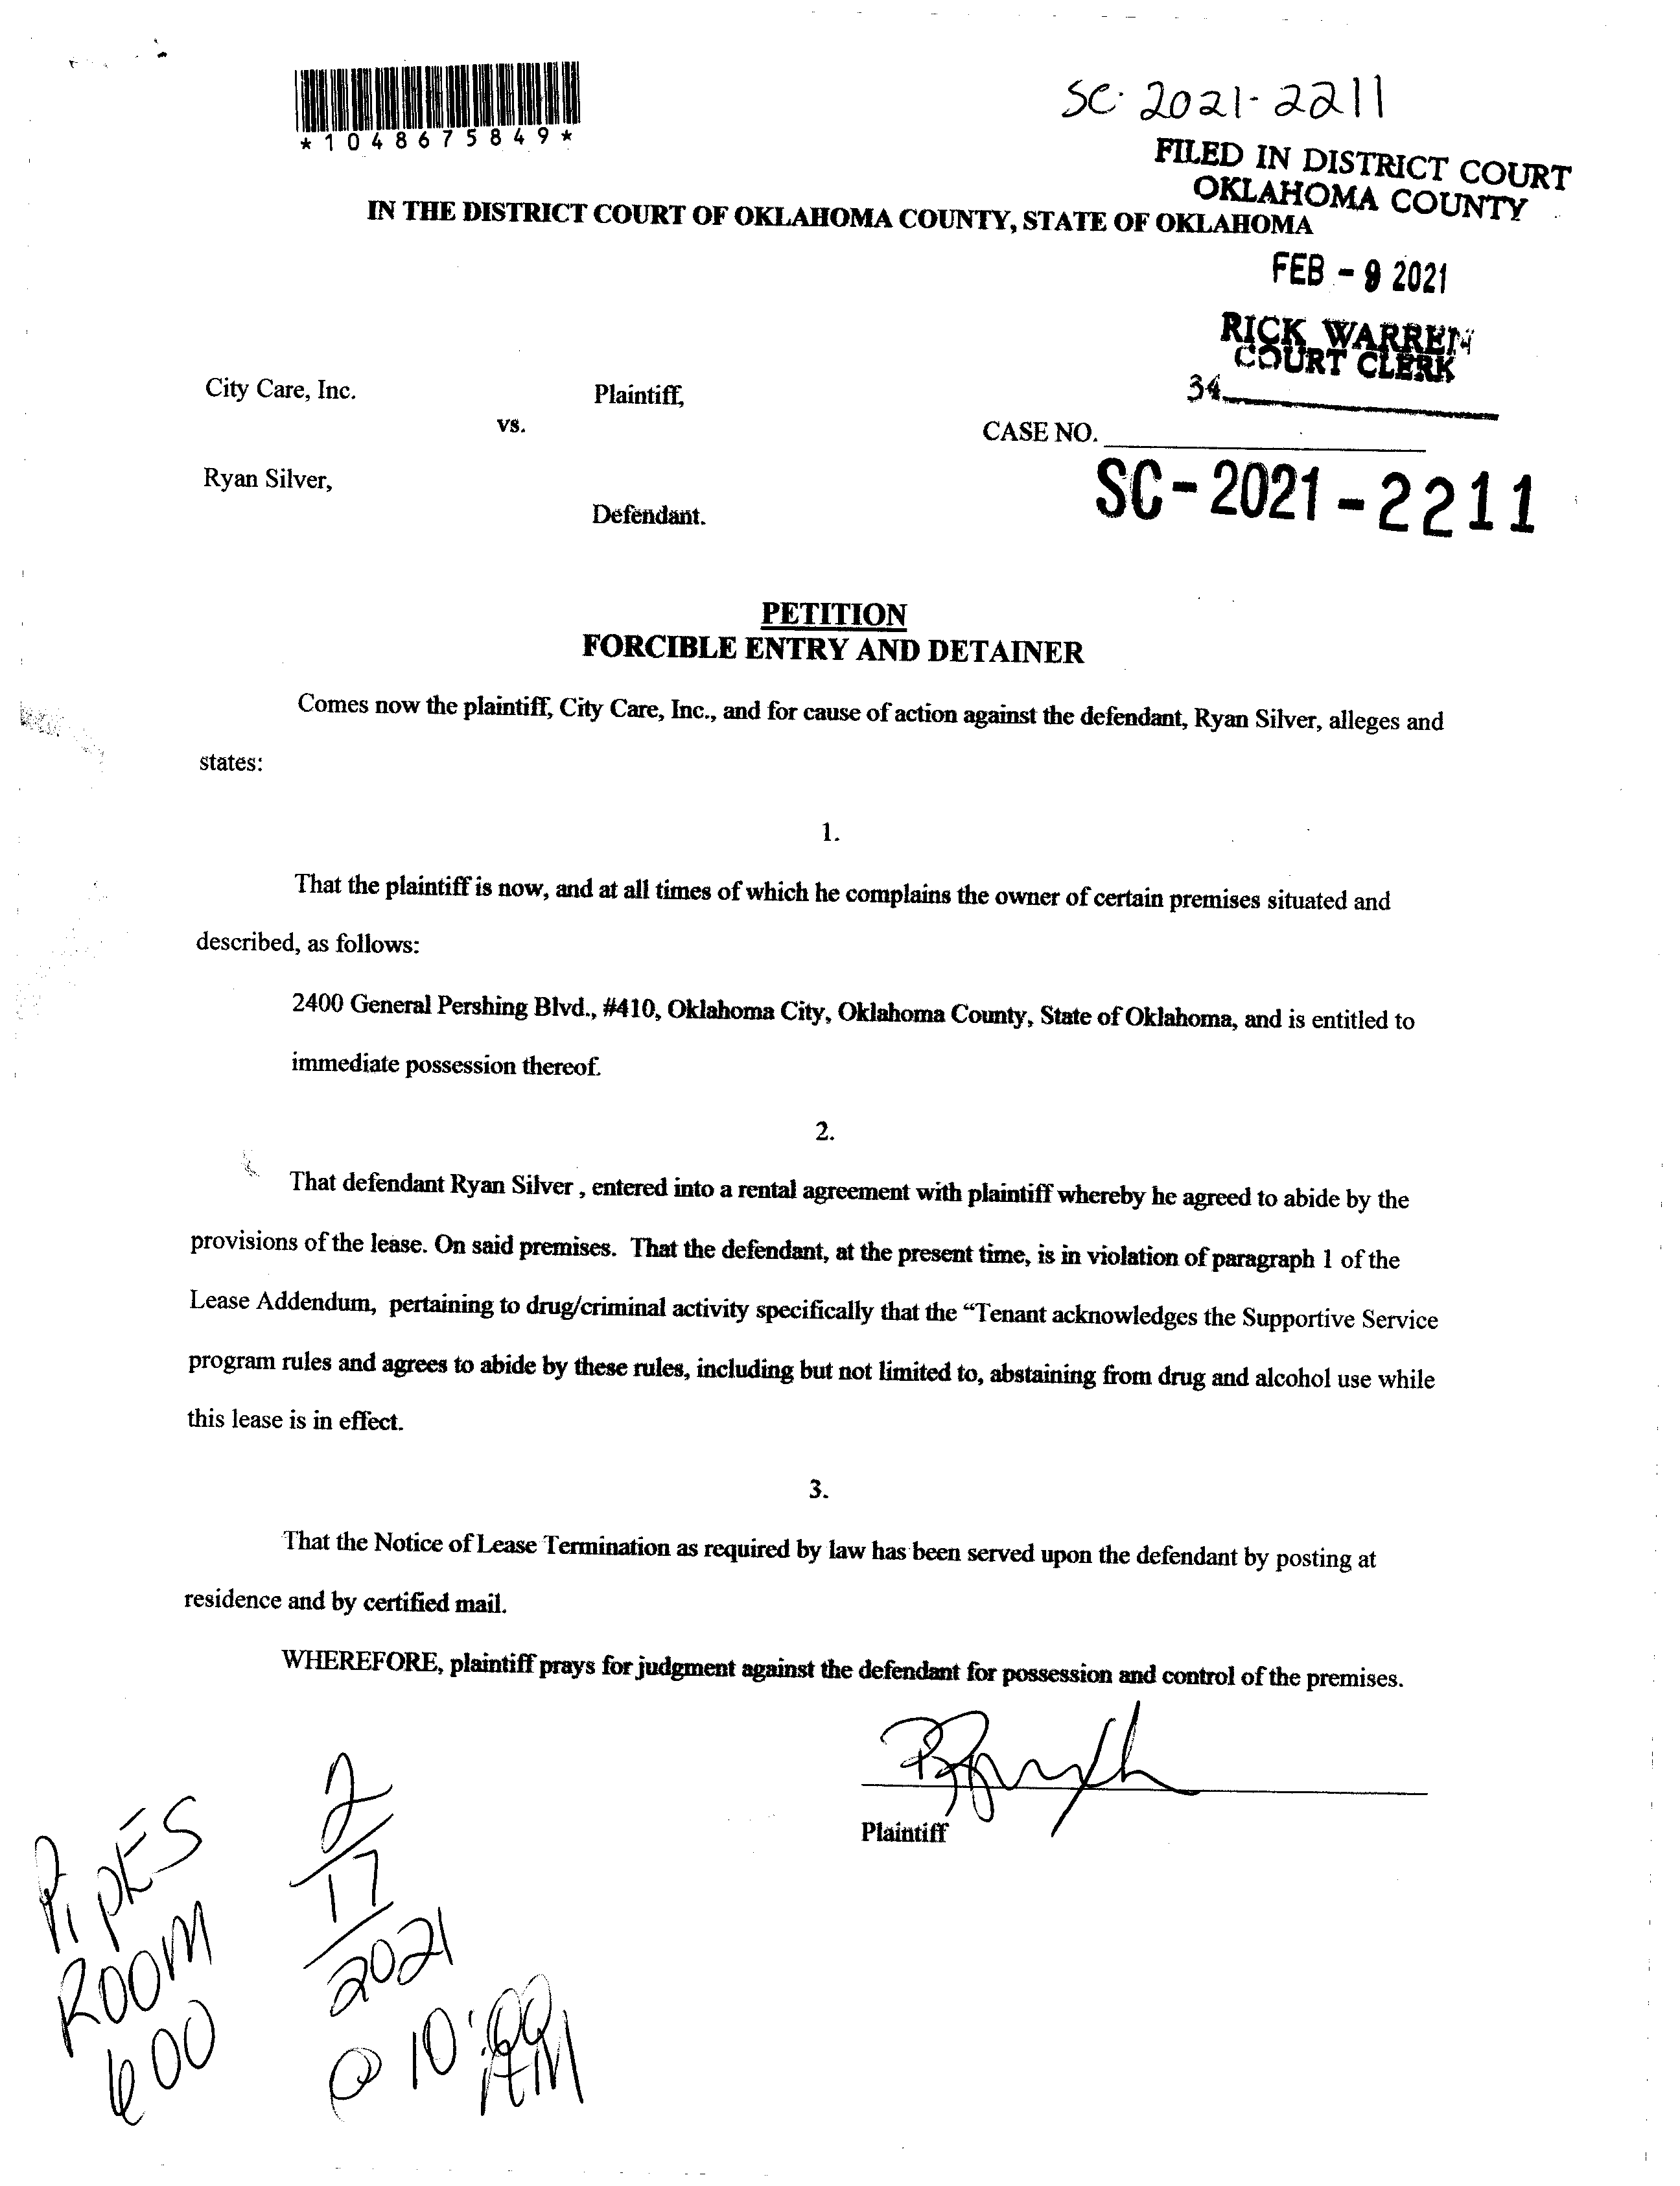 SC-2021-2211
*1048675849*
FILED IN DISTRICT COURT
OKLAHOMA COUNTY
IN THE DISTRICT COURT OF OKLAHOMA COUNTY, STATE OF OKLAHOMA
FEB - 9 2021
RICK WARREN
COURT CLERK
34
City Care, Inc. Plaintiff,
vs.
CASE NO.
Ryan Silver,
SC-2021-2211
Defendant.
PETITION
FORCIBLE ENTRY AND DETAINER
Comes now the plaintiff, City Care, Inc., and for cause of action against the defendant, Ryan Silver, alleges and
states:
1.
That the plaintiff is now, and at all times of which he complains the owner of certain premises situated and
described, as follows:
2400 General Pershing Blvd., #410, Oklahoma City, Oklahoma County, State of Oklahoma, and is entitled to
immediate possession thereof.
2.
That defendant Ryan Silver , entered into a rental agreement with plaintiff whereby he agreed to abide by the
provisions of the lease. On said premises. That the defendant, at the present time, is in violation of paragraph 1 of the
Lease Addendum, pertaining to drug/criminal activity specifically that the “Tenant acknowledges the Supportive Service
program rules and agrees to abide by these rules, including but not limited to, abstaining from drug and alcohol use while
this lease is in effect.
3.
That the Notice of Lease Termination as required by law has been served upon the defendant by posting at
residence and by certified mail.
WHEREFORE, plaintiff prays for judgment against the defendant for possession and control of the premises.
Plaintiff
PipES
ROOM
600
2
17
2021
@ 10:00
AM